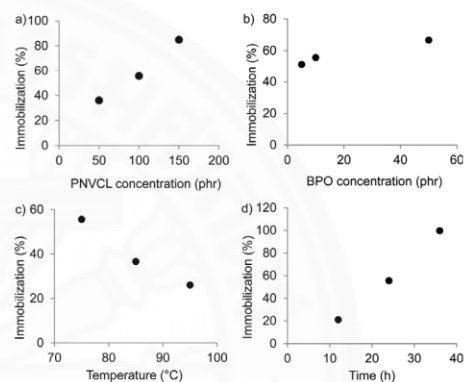 a)
100
80
60
40
20
0
Immobilization (%)
0 50 100 150 200
PNVCL concentration (phr)
b)
80
60
40
20
0
Immobilization (%)
0 20 40 60
BPO concentration (phr)
c)
60
40
20
0
Immobilization (%)
70 80 90 100
Temperature (°C)
d)
120
100
80
60
40
20
0
Immobilization (%)
0 10 20 30 40
Time (h)